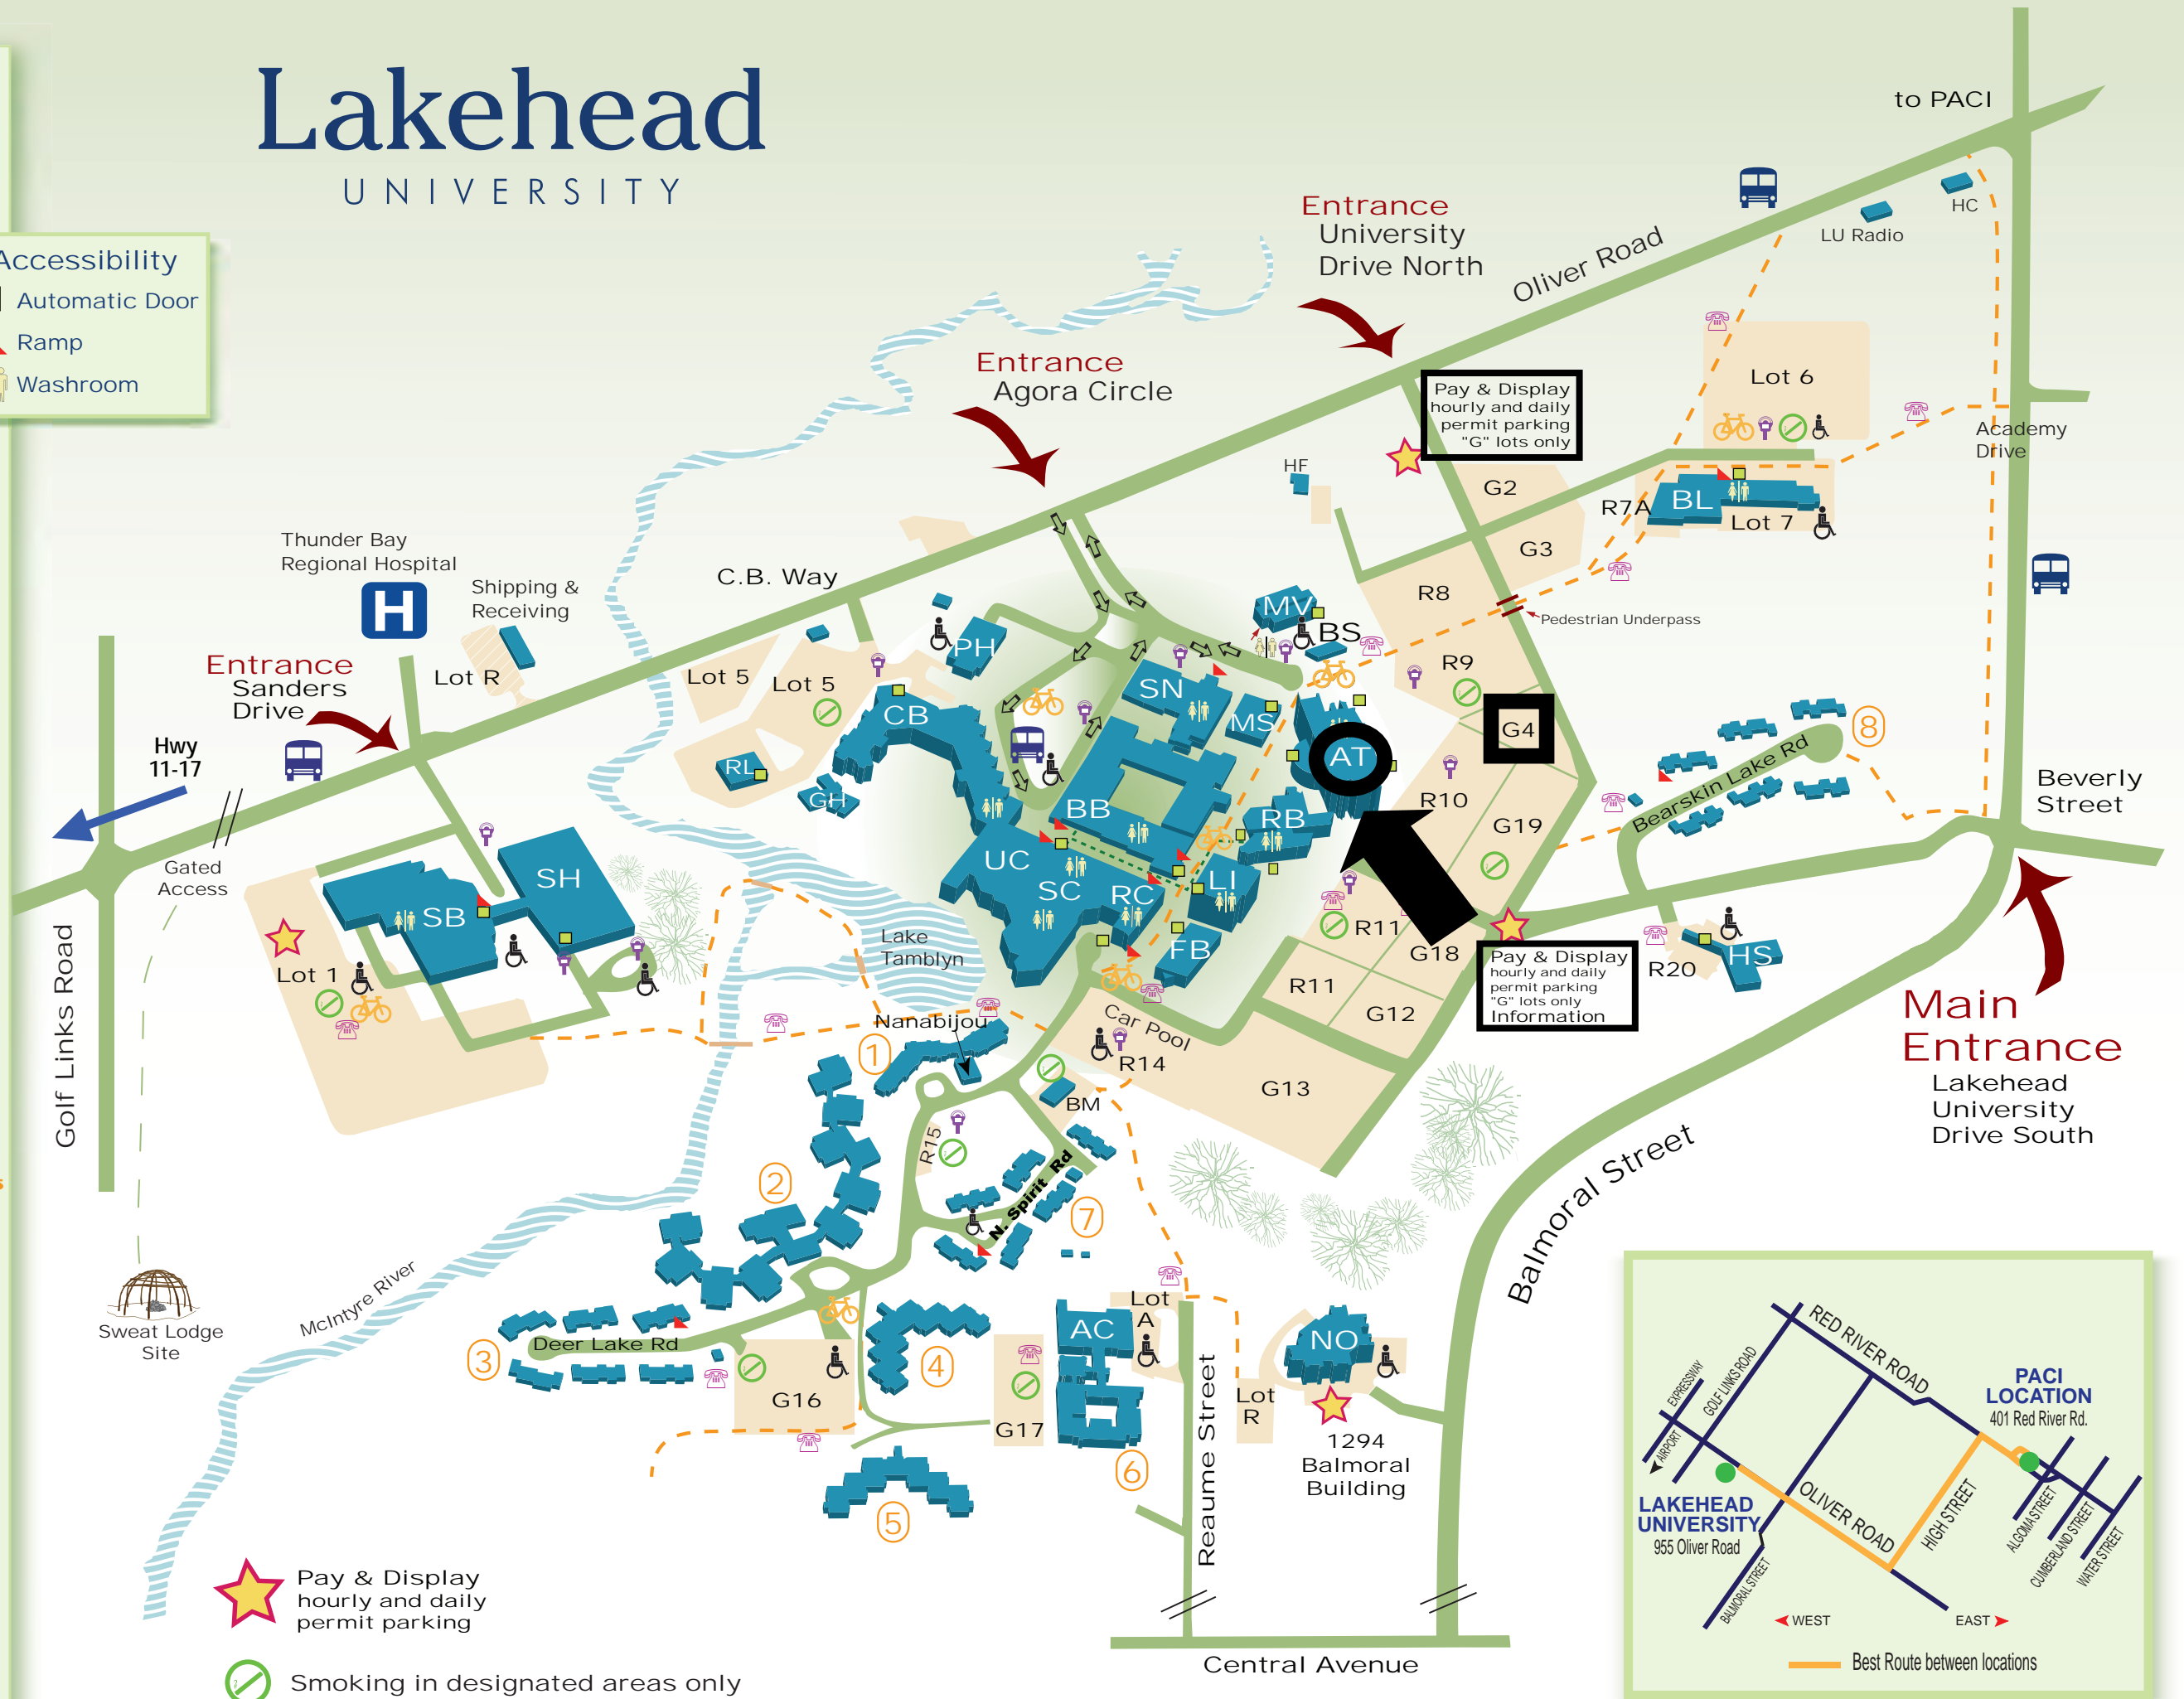 Lakehead
UNIVERSITY
Accessibility
Automatic Door
Ramp
Washroom
to PACI
HC
LU Radio
Entrance
University
Drive North
Oliver Road
Entrance
Agora Circle
Pay & Display
hourly and daily
permit parking
"G" lots only
Lot 6
Academy
Drive
HF
G2
G3
R7A
BL
Lot 7
Thunder Bay
Regional Hospital
H
Shipping &
Receiving
C.B. Way
R8
Pedestrian Underpass
MV
BS
PH
Entrance
Sanders
Drive
Lot R
Lot 5
Lot 5
R9
SN
CB
MS
G4
AT
8
Hwy
11-17
RL
GH
BB
RB
R10
G19
Bearskin Lake Rd
Beverly
Street
Gated
Access
SH
SB
UC
SC
RC
LI
FB
R11
G18
Lake
Tamblyn
Lot 1
R11
G12
Pay & Display
hourly and daily
permit parking
"G" lots only
Information
R20
HS
Main
Entrance
Lakehead
University
Drive South
Golf Links Road
Nanabijou
1
Car Pool
R14
G13
BM
R15
N. Spirit Rd
2
7
Balmoral Street
Sweat Lodge
Site
McIntyre River
3
Deer Lake Rd
4
G16
G17
AC
Lot
A
6
5
Reaume Street
NO
Lot
R
1294
Balmoral
Building
Central Avenue
Pay & Display
hourly and daily
permit parking
Smoking in designated areas only
RED RIVER ROAD
EXPRESSWAY
GOLF LINKS ROAD
AIRPORT
PACI
LOCATION
401 Red River Rd.
LAKEHEAD
UNIVERSITY
955 Oliver Road
OLIVER ROAD
HIGH STREET
ALGOMA STREET
CUMBERLAND STREET
WATER STREET
BALMORAL STREET
WEST
EAST
Best Route between locations